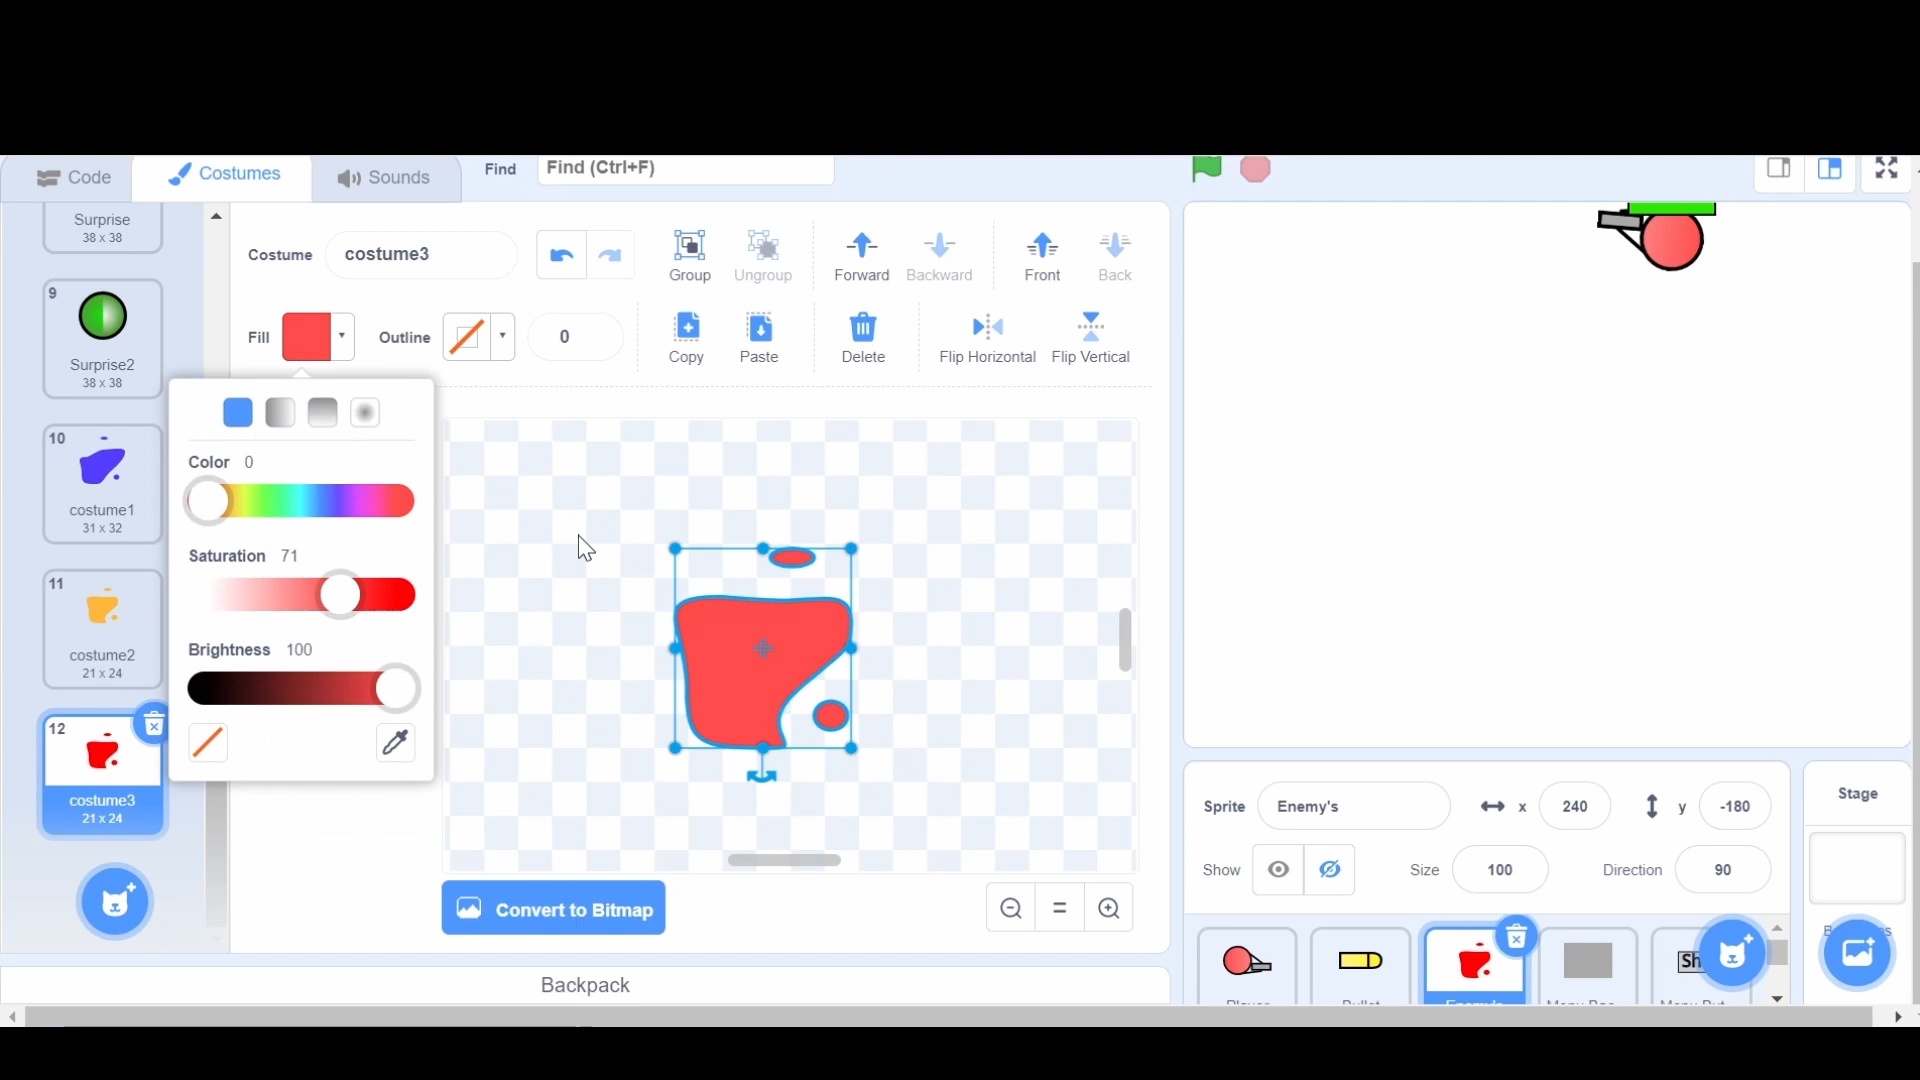 Code
Costumes
Sounds
Find
Find (Ctrl+F)
Surprise
38 x 38
9
Surprise2
38 x 38
10
costume1
31 x 32
11
costume2
21 x 24
12
costume3
21 x 24
Costume
costume3
Group
Ungroup
Forward
Backward
Front
Back
Fill
Outline
0
Copy
Paste
Delete
Flip Horizontal
Flip Vertical
Color 0
Saturation 71
Brightness 100
Convert to Bitmap
Backpack
Sprite
Enemy's
x
240
y
-180
Show
Size
100
Direction
90
Stage
Sh